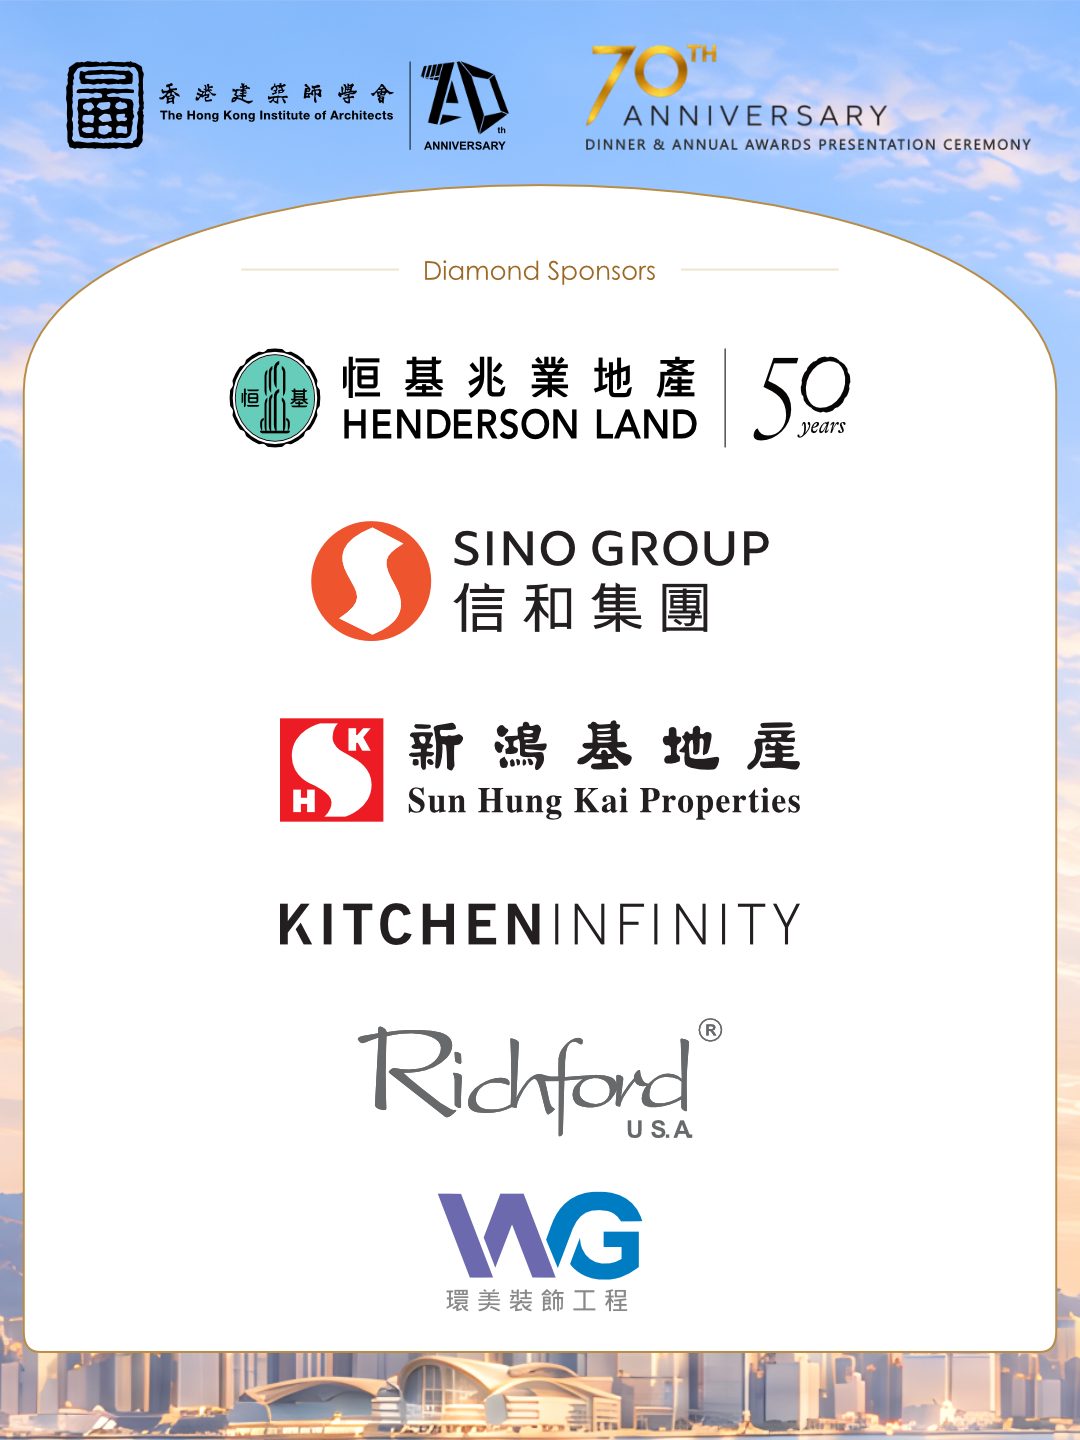 香港建築師學會
The Hong Kong Institute of Architects
70th
ANNIVERSARY
70TH
ANNIVERSARY
DINNER & ANNUAL AWARDS PRESENTATION CEREMONY
Diamond Sponsors
恒基
恒基兆業地產
HENDERSON LAND
50
years
SINO GROUP
信和集團
SHK
新鴻基地產
Sun Hung Kai Properties
KITCHENINFINITY
Richford®
U.S.A.
WG
環美裝飾工程